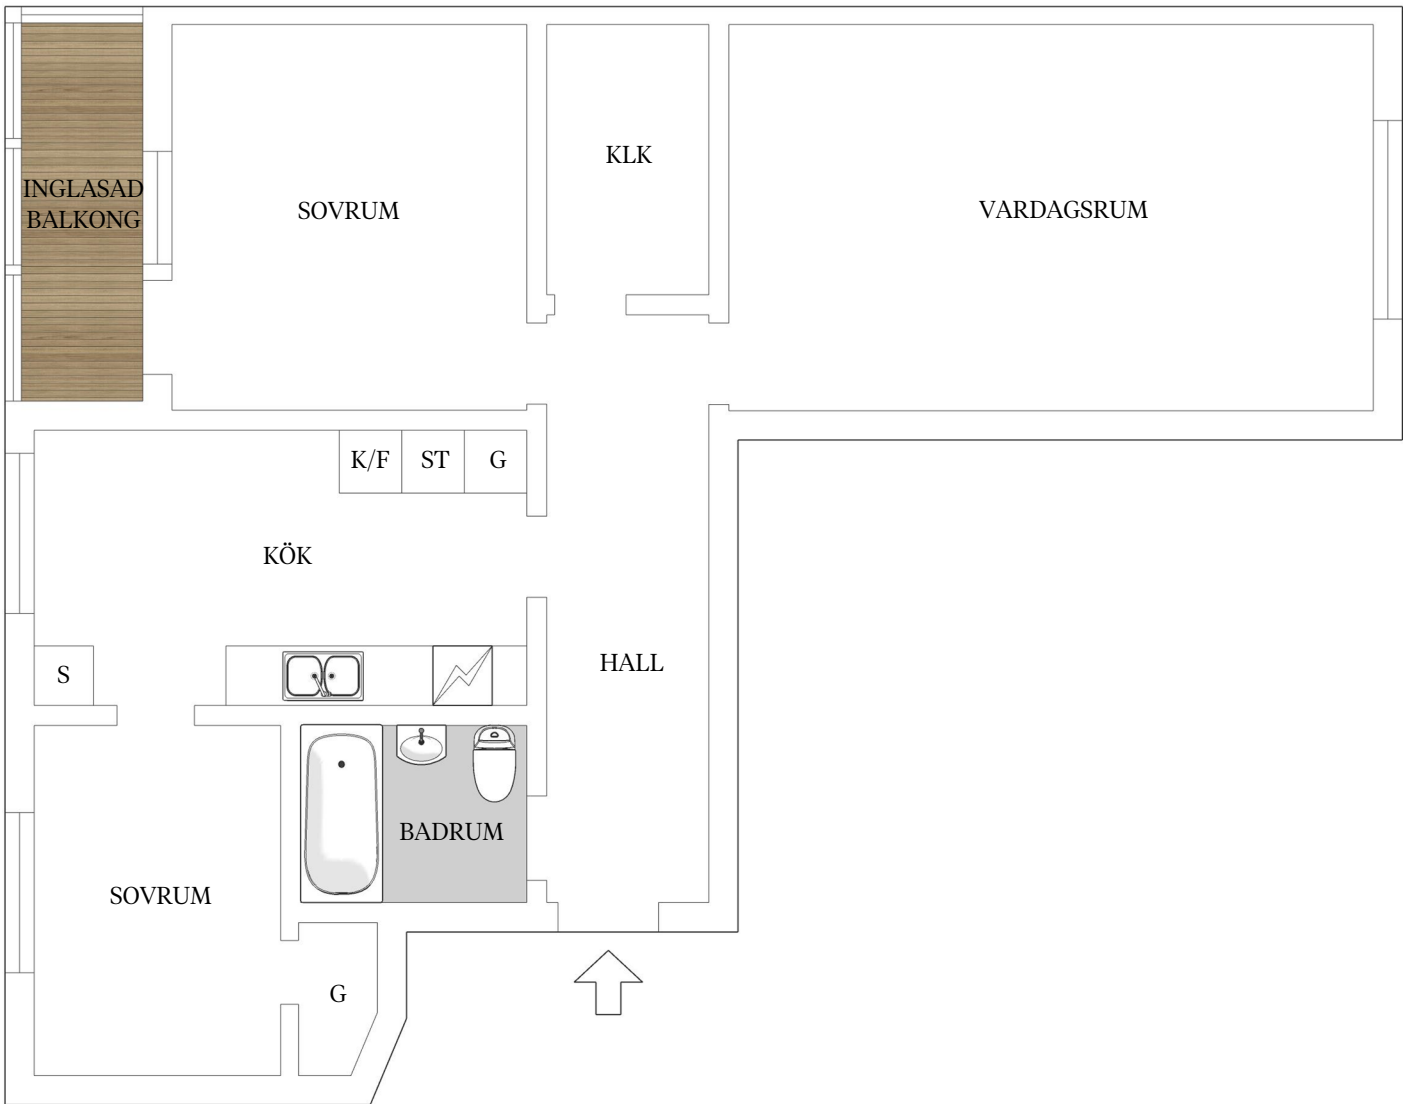 INGLASAD
BALKONG
SOVRUM
KLK
VARDAGSRUM
K/F
ST
G
KÖK
S
HALL
BADRUM
SOVRUM
G